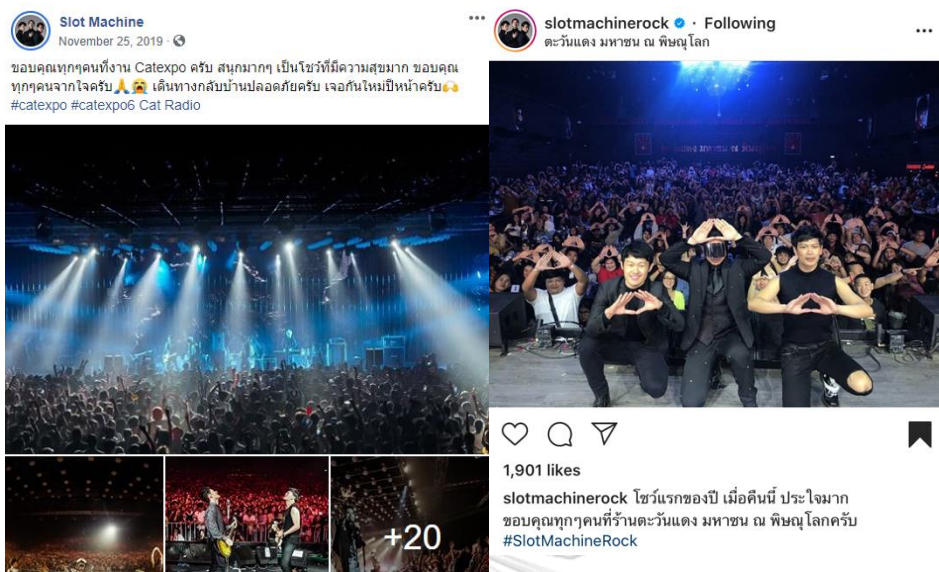 Slot Machine
November 25, 2019
ขอบคุณทุกๆคนที่งาน Catexpo ครับ สนุกมากๆ เป็นโชว์ที่มีความสุขมาก ขอบคุณ
ทุกๆคนจากใจครับ🙏😭 เดินทางกลับบ้านปลอดภัยครับ เจอกันใหม่ปีหน้าครับ🙌
#catexpo #catexpo6 Cat Radio
+20
slotmachinerock · Following
ตะวันแดง มหาชน ณ พิษณุโลก
1,901 likes
slotmachinerock โชว์แรกของปี เมื่อคืนนี้ ประใจมาก
ขอบคุณทุกๆคนที่ร้านตะวันแดง มหาชน ณ พิษณุโลกครับ
#SlotMachineRock